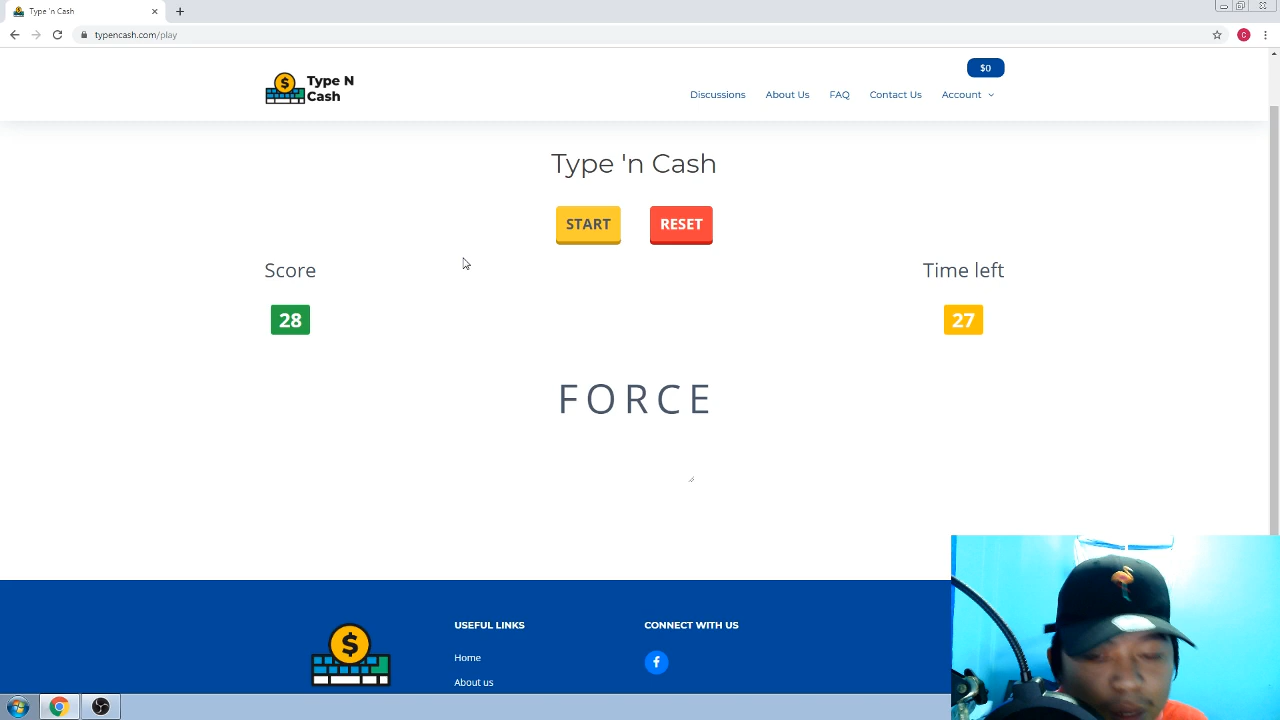 Type 'n Cash
typencash.com/play
C
$0
Type N
Cash
Discussions
About Us
FAQ
Contact Us
Account
Type 'n Cash
START
RESET
Score
Time left
28
27
FORCE
USEFUL LINKS
CONNECT WITH US
Home
About us